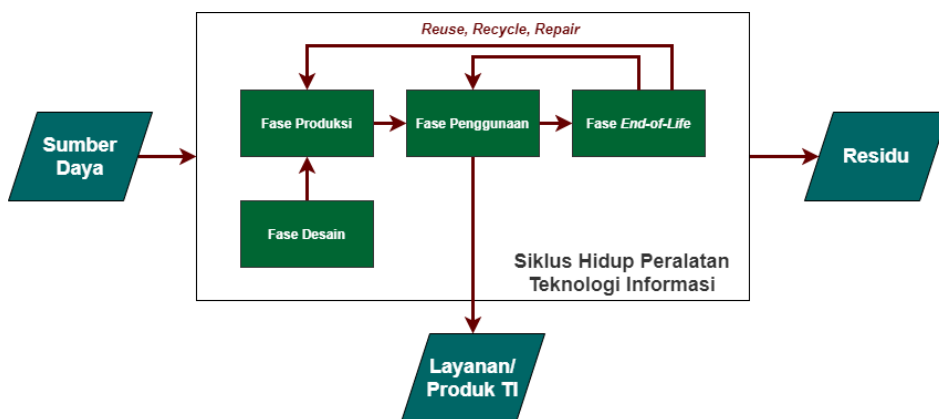 Reuse, Recycle, Repair
Fase Produksi
Fase Penggunaan
Fase End-of-Life
Sumber
Daya
Residu
Fase Desain
Siklus Hidup Peralatan
Teknologi Informasi
Layanan/
Produk TI